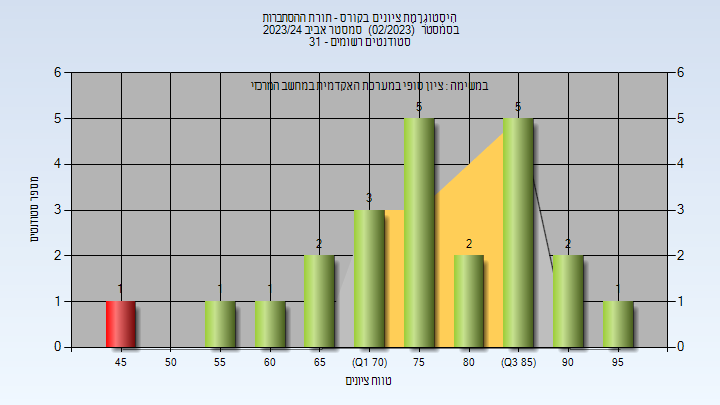 היסטוגרמת ציונים בקורס - תורת ההסתברות
בסמסטר (02/2023) סמסטר אביב 2023/24
סטודנטים רשומים - 31
במשימה : ציון סופי במערכת האקדמית במחשב המרכזי
6 6
5 5
4 4
3 3
2 2
1 1
0 0
1 1 1 2 3 5 2 5 2 1
מספר סטודנטים
45 50 55 60 65 (Q1 70) 75 80 (Q3 85) 90 95
טווח ציונים